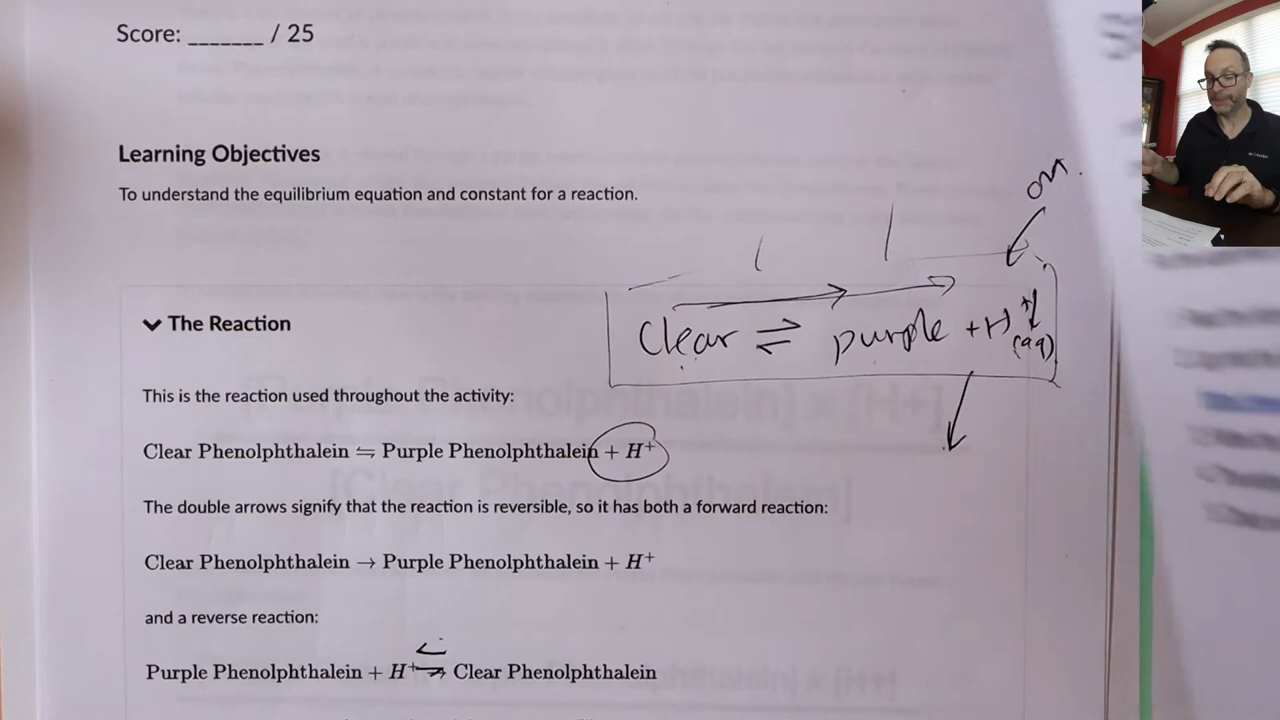 Score: _______ / 25
Learning Objectives
To understand the equilibrium equation and constant for a reaction.
OH.
Clear ⇌ purple + H⁺ (aq)
The Reaction
This is the reaction used throughout the activity:
Clear Phenolphthalein ⇋ Purple Phenolphthalein + H⁺
The double arrows signify that the reaction is reversible, so it has both a forward reaction:
Clear Phenolphthalein → Purple Phenolphthalein + H⁺
and a reverse reaction:
Purple Phenolphthalein + H⁺ → Clear Phenolphthalein